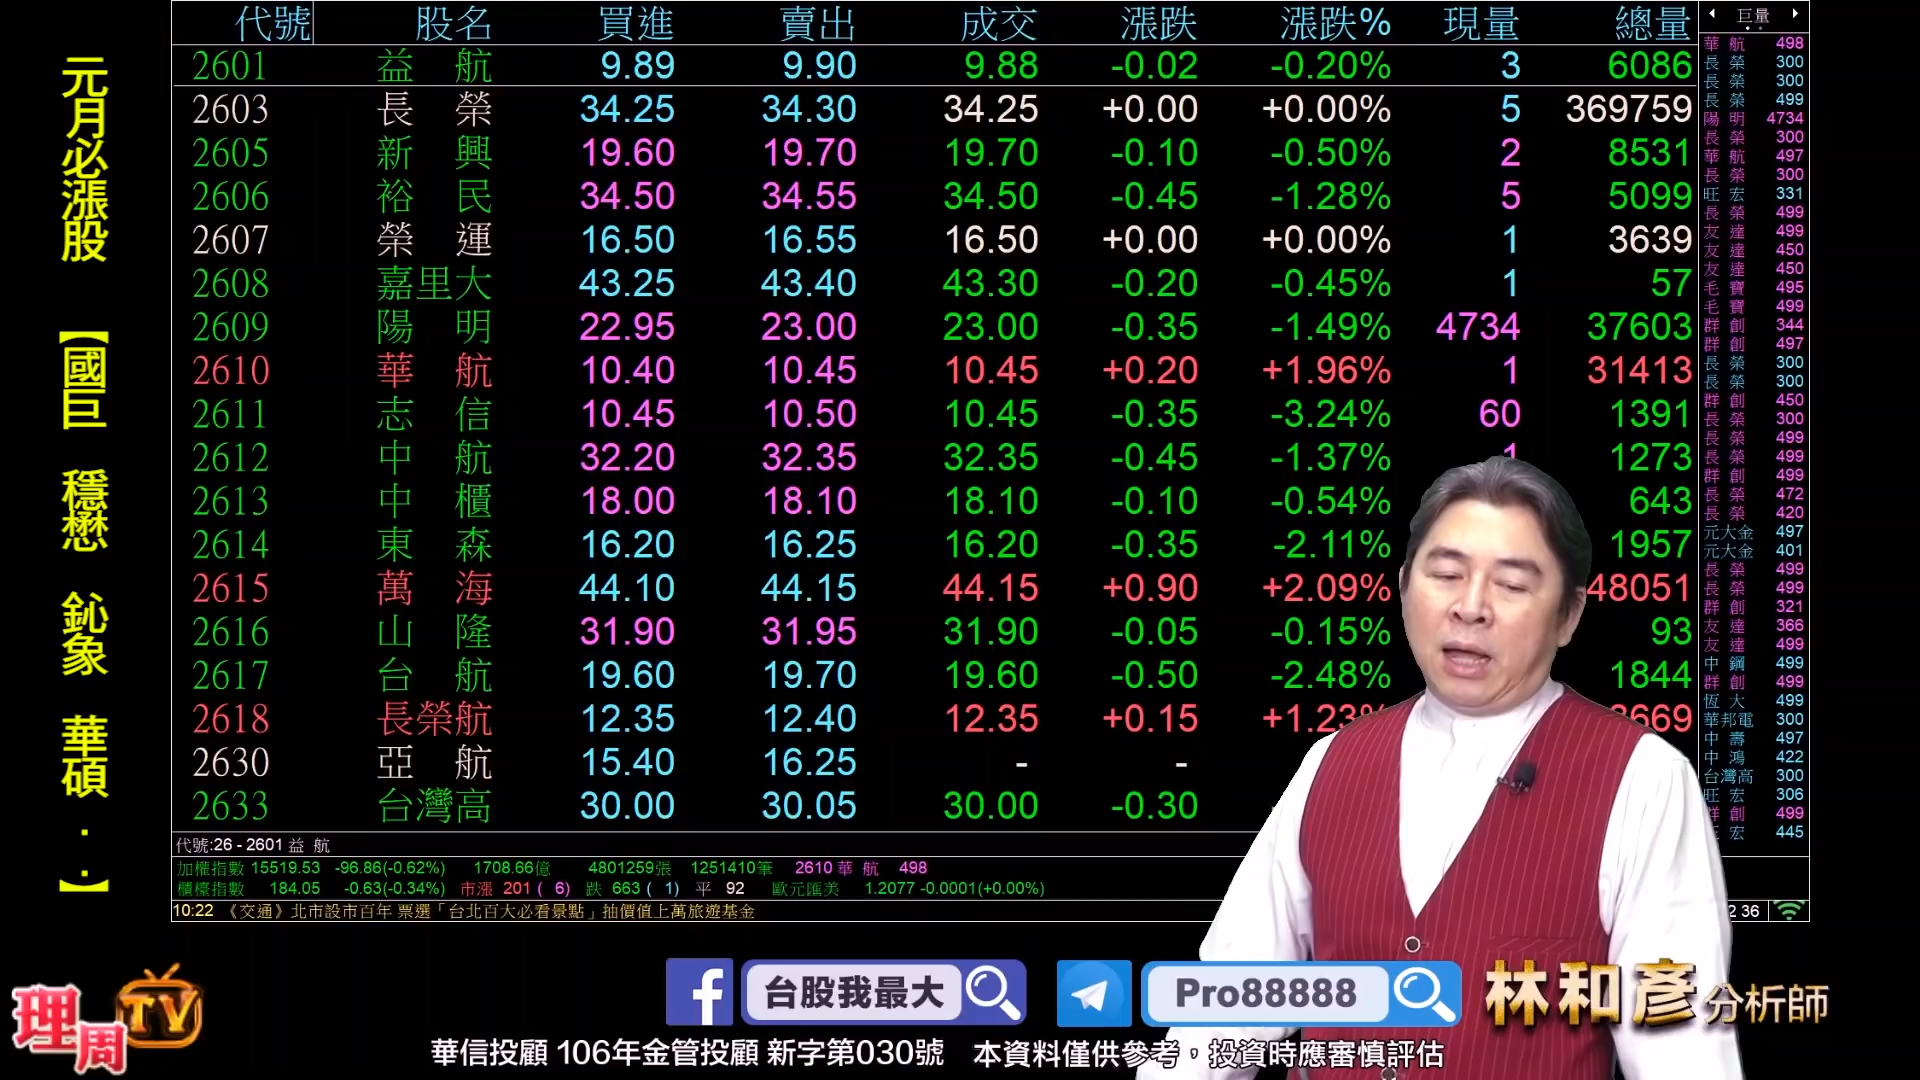 元月必漲股 【國巨 穩懋 鈊象 華碩..】
代號 股名 買進 賣出 成交 漲跌 漲跌% 現量 總量
2601 益航 9.89 9.90 9.88 -0.02 -0.20% 3 6086
2603 長榮 34.25 34.30 34.25 +0.00 +0.00% 5 369759
2605 新興 19.60 19.70 19.70 -0.10 -0.50% 2 8531
2606 裕民 34.50 34.55 34.50 -0.45 -1.28% 5 5099
2607 榮運 16.50 16.55 16.50 +0.00 +0.00% 1 3639
2608 嘉里大 43.25 43.40 43.30 -0.20 -0.45% 1 57
2609 陽明 22.95 23.00 23.00 -0.35 -1.49% 4734 37603
2610 華航 10.40 10.45 10.45 +0.20 +1.96% 1 31413
2611 志信 10.45 10.50 10.45 -0.35 -3.24% 60 1391
2612 中航 32.20 32.35 32.35 -0.45 -1.37% 1 1273
2613 中櫃 18.00 18.10 18.10 -0.10 -0.54% 643
2614 東森 16.20 16.25 16.20 -0.35 -2.11% 1957
2615 萬海 44.10 44.15 44.15 +0.90 +2.09% 48051
2616 山隆 31.90 31.95 31.90 -0.05 -0.15% 93
2617 台航 19.60 19.70 19.60 -0.50 -2.48% 1844
2618 長榮航 12.35 12.40 12.35 +0.15 +1.23% 3669
2630 亞航 15.40 16.25 - -
2633 台灣高 30.00 30.05 30.00 -0.30
代號:26 - 2601 益 航
加權指數 15519.53 -96.86(-0.62%) 1708.66億 4801259張 1251410筆 2610 華 航 498
櫃檯指數 184.05 -0.63(-0.34%) 市漲 201( 6) 跌 663( 1) 平 92 歐元匯美 1.2077 -0.0001(+0.00%)
10:22 《交通》北市設市百年 票選「台北百大必看景點」抽價值上萬旅遊基金
2 36
巨量
華航 498
長榮 300
長榮 300
長榮 499
陽明 4734
長榮 300
華航 497
長榮 300
旺宏 331
長榮 499
友達 499
友達 450
友達 450
毛寶 495
毛寶 499
群創 344
群創 497
長榮 300
長榮 300
群創 450
長榮 300
長榮 499
長榮 499
群創 499
長榮 472
長榮 420
元大金 497
元大金 401
長榮 499
長榮 499
群創 321
友達 366
友達 499
中鋼 499
群創 499
恆大 499
華邦電 300
中壽 497
中鴻 422
台灣高 300
旺宏 306
群創 499
宏 445
理周TV
台股我最大
Pro88888
林和彥分析師
華信投顧 106年金管投顧 新字第030號 本資料僅供參考，投資時應審慎評估